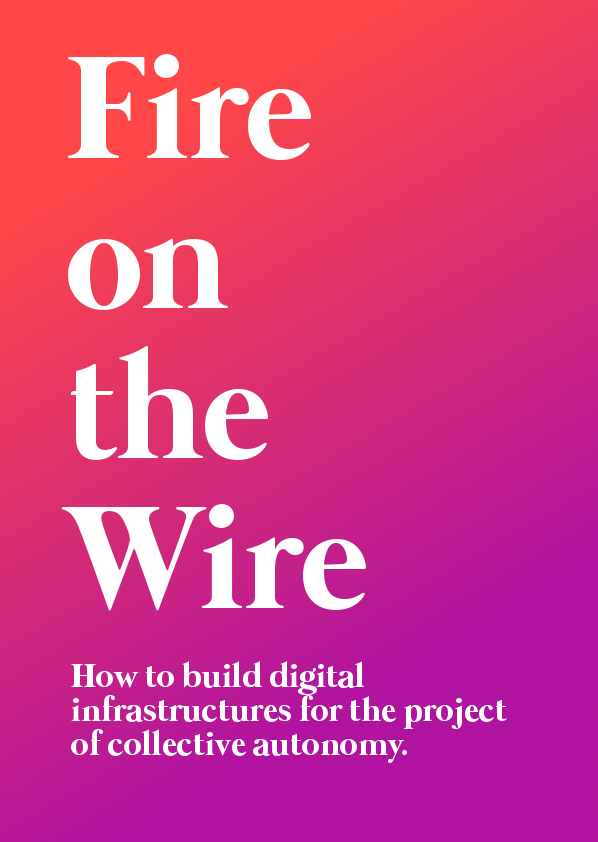 Fire
on
the
Wire
How to build digital
infrastructures for the project
of collective autonomy.